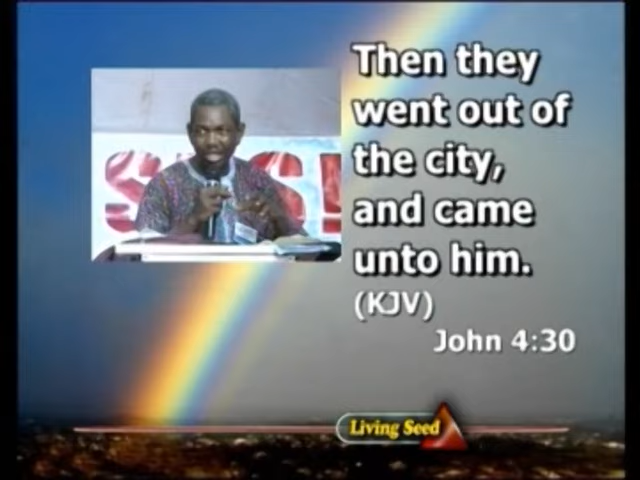 Then they
went out of
the city,
and came
unto him.
(KJV)
John 4:30
Living Seed